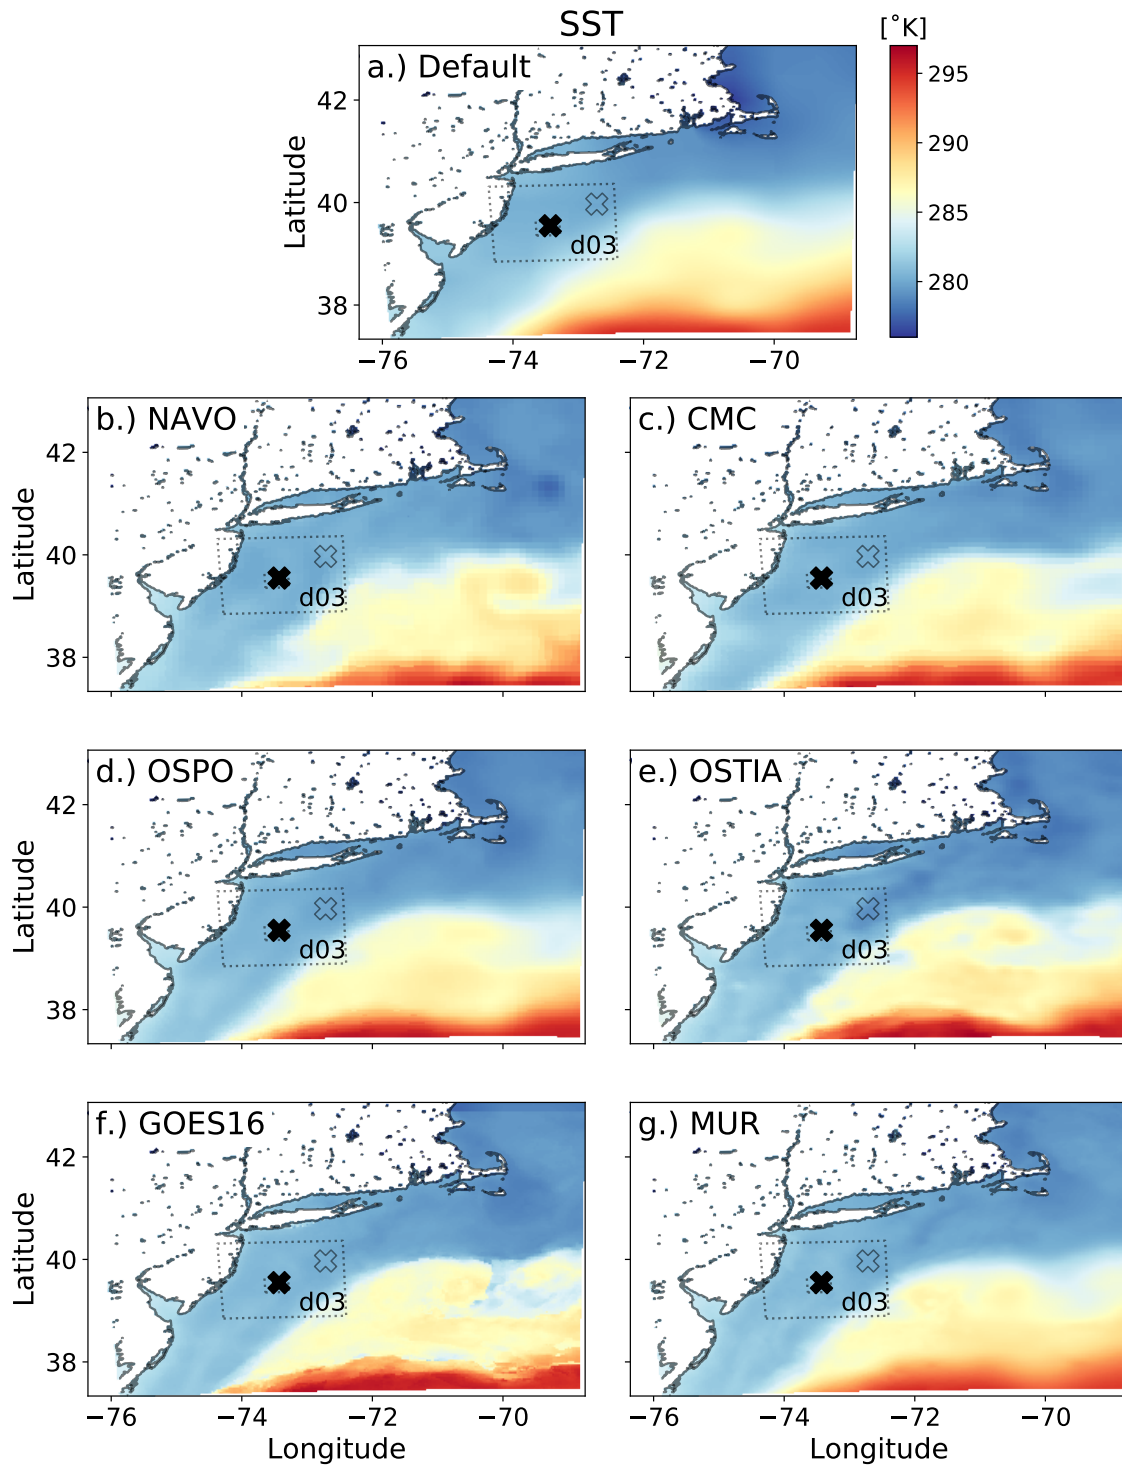 SST
[˚K]
a.) Default
295
290
285
280
42
40
38
Latitude
d03
−76
−74
−72
−70
b.) NAVO
42
40
38
Latitude
d03
c.) CMC
d03
d.) OSPO
42
40
38
Latitude
d03
e.) OSTIA
d03
f.) GOES16
42
40
38
Latitude
d03
−76
−74
−72
−70
Longitude
g.) MUR
d03
−76
−74
−72
−70
Longitude